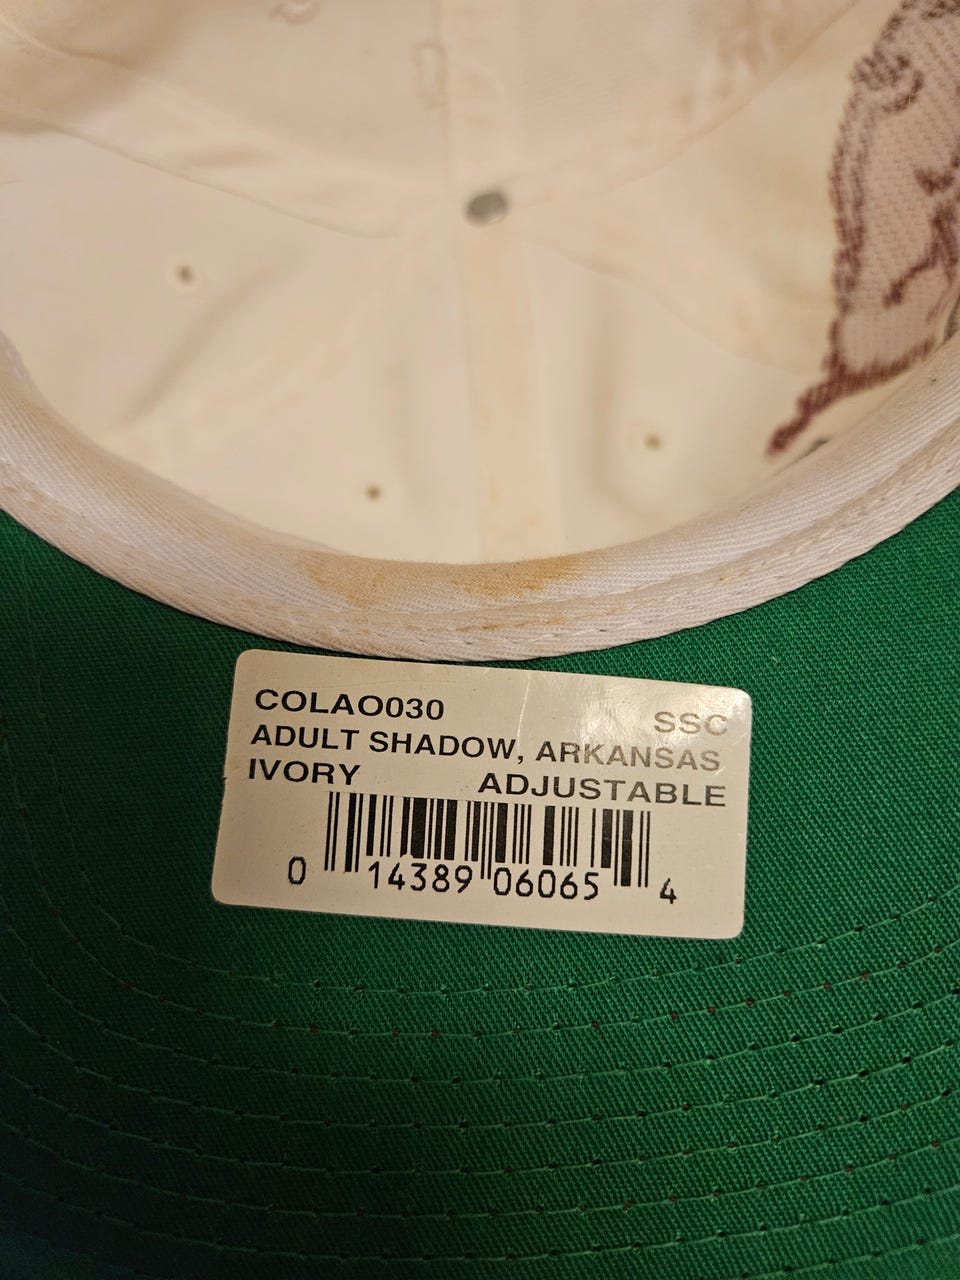 COLAO030
SSC
ADULT SHADOW, ARKANSAS
IVORY ADJUSTABLE
0 14389 06065 4